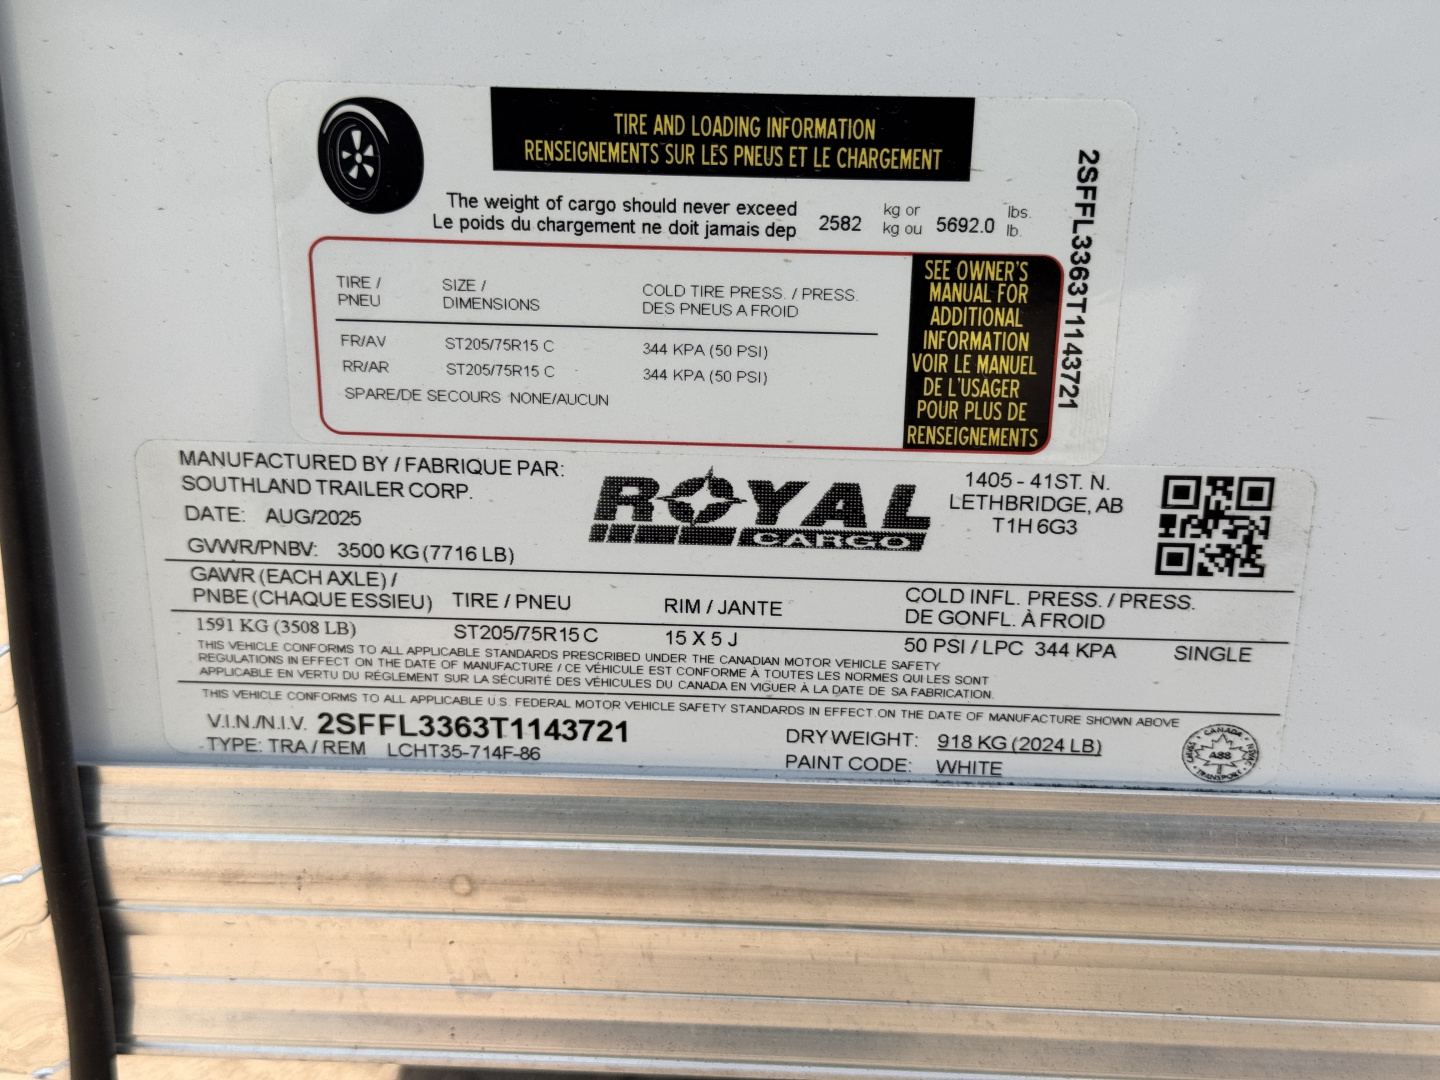 TIRE AND LOADING INFORMATION
RENSEIGNEMENTS SUR LES PNEUS ET LE CHARGEMENT
The weight of cargo should never exceed
Le poids du chargement ne doit jamais dep
2582 kg or kg ou 5692.0 lbs. lb.
TIRE / PNEU
SIZE / DIMENSIONS
COLD TIRE PRESS. / PRESS. DES PNEUS A FROID
FR/AV ST205/75R15 C 344 KPA (50 PSI)
RR/AR ST205/75R15 C 344 KPA (50 PSI)
SPARE/DE SECOURS NONE/AUCUN
SEE OWNER'S
MANUAL FOR
ADDITIONAL
INFORMATION
VOIR LE MANUEL
DE L'USAGER
POUR PLUS DE
RENSEIGNEMENTS
2SFFL3363T1143721
MANUFACTURED BY / FABRIQUE PAR:
SOUTHLAND TRAILER CORP.
DATE: AUG/2025
GVWR/PNBV: 3500 KG (7716 LB)
ROYAL
CARGO
1405 - 41ST. N.
LETHBRIDGE, AB
T1H 6G3
GAWR (EACH AXLE) /
PNBE (CHAQUE ESSIEU)
TIRE / PNEU
RIM / JANTE
COLD INFL. PRESS. / PRESS.
DE GONFL. À FROID
1591 KG (3508 LB) ST205/75R15 C 15 X 5 J 50 PSI / LPC 344 KPA SINGLE
THIS VEHICLE CONFORMS TO ALL APPLICABLE STANDARDS PRESCRIBED UNDER THE CANADIAN MOTOR VEHICLE SAFETY
REGULATIONS IN EFFECT ON THE DATE OF MANUFACTURE / CE VÉHICULE EST CONFORME À TOUTES LES NORMES QUI LES SONT
APPLICABLE EN VERTU DU RÉGLEMENT SUR LA SÉCURITÉ DES VÉHICULES DU CANADA EN VIGUER À LA DATE DE SA FABRICATION.
THIS VEHICLE CONFORMS TO ALL APPLICABLE U.S. FEDERAL MOTOR VEHICLE SAFETY STANDARDS IN EFFECT ON THE DATE OF MANUFACTURE SHOWN ABOVE
V.I.N./N.I.V. 2SFFL3363T1143721
TYPE: TRA / REM LCHT35-714F-86
DRY WEIGHT: 918 KG (2024 LB)
PAINT CODE: WHITE
CANADA
A88
TRANSPORT